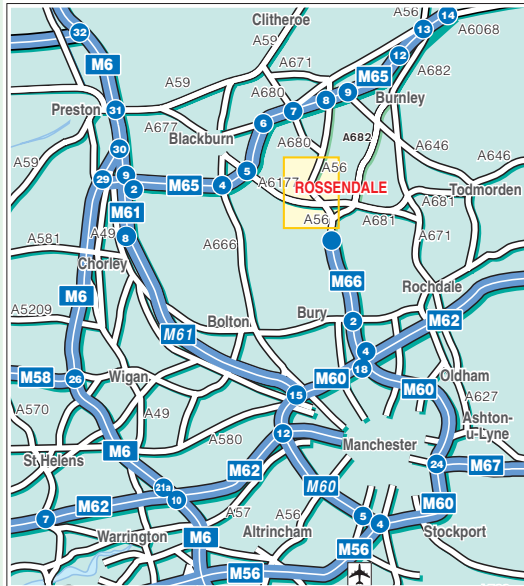 Clitheroe
A56
14
13
32
A59
A6068
M6
A671
12
A59
M65
A682
A680
8
9
Preston
31
7
Burnley
A677
6
Blackburn
A680
A682
A646
30
A59
A56
A646
29
9
5
M65
4
A6177
ROSSENDALE
Todmorden
2
M61
A56
A681
A681
A49
8
A581
A666
A671
Chorley
M66
Rochdale
M6
A5209
Bolton
Bury
2
M62
M61
4
M58
26
Wigan
18
M60
M60
Oldham
15
A627
A570
A49
Ashton-
u-Lyne
A580
12
Manchester
St Helens
M6
24
M67
M62
21a
M60
10
M62
7
A57
A56
5
4
M60
Warrington
M6
Altrincham
Stockport
M56
M56